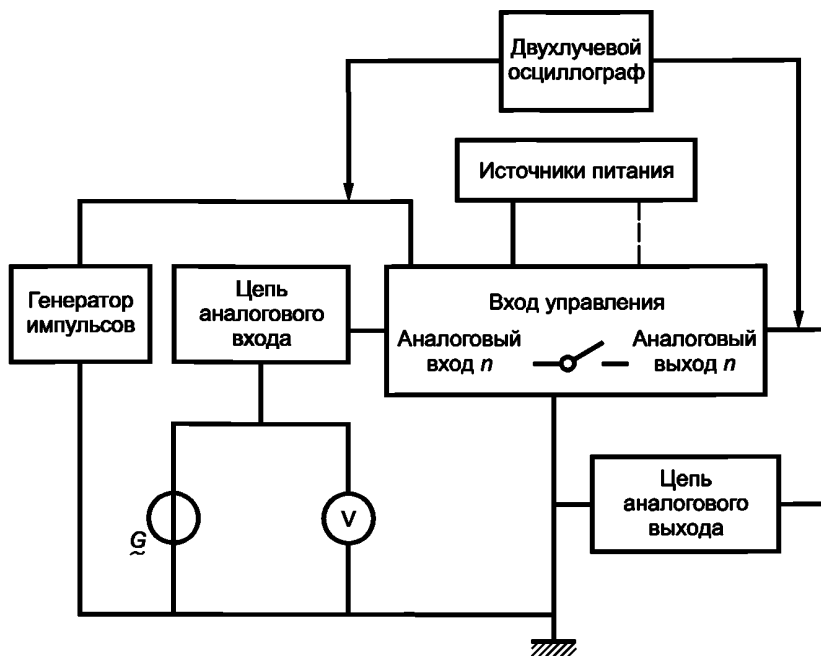 Двухлучевой
осциллограф
Источники питания
Генератор
импульсов
Цепь
аналогового
входа
Вход управления
Аналоговый
вход n
Аналоговый
выход n
G
~
V
Цепь
аналогового
выхода